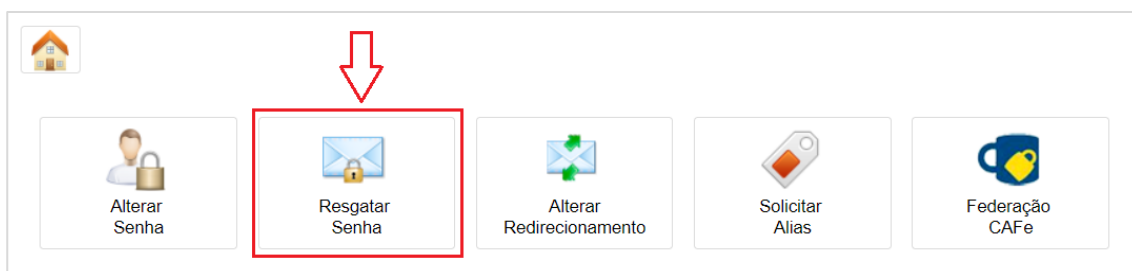 Alterar
Senha
Resgatar
Senha
Alterar
Redirecionamento
Solicitar
Alias
Federação
CAFe